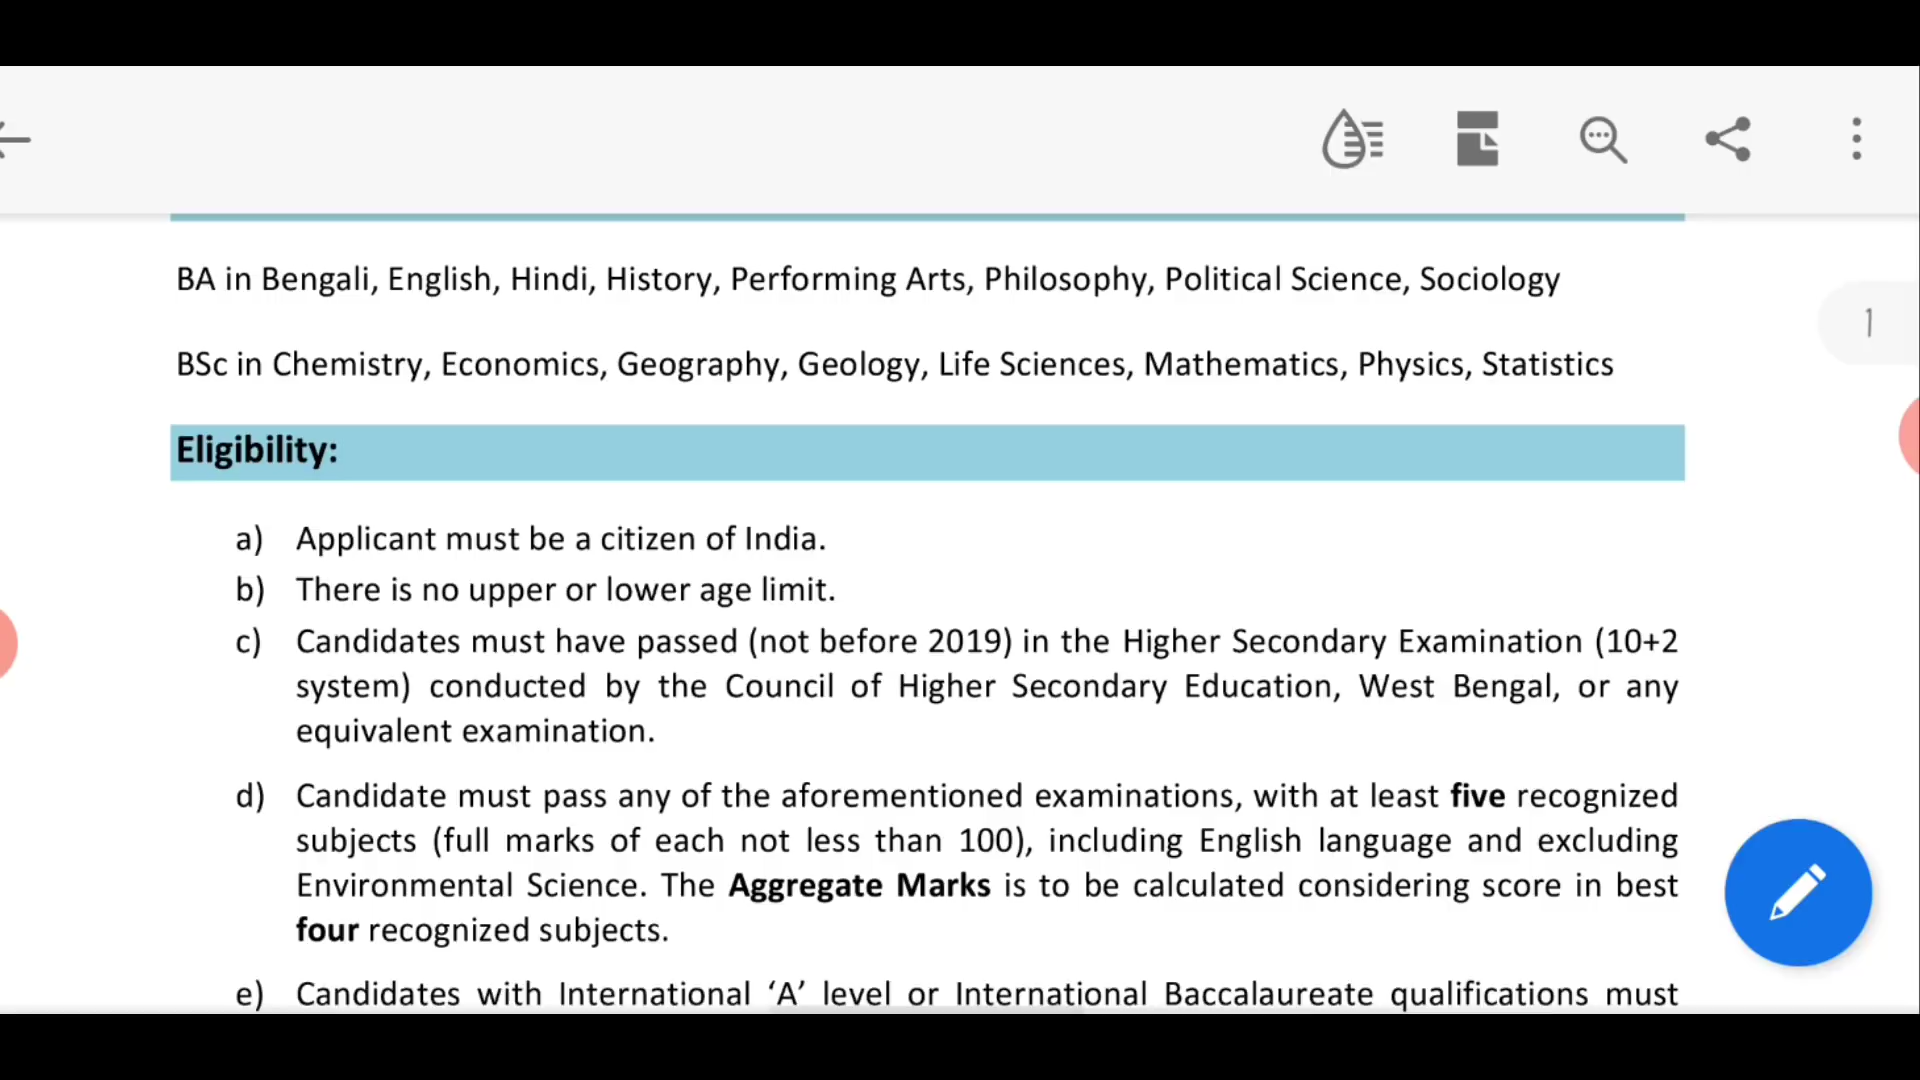 BA in Bengali, English, Hindi, History, Performing Arts, Philosophy, Political Science, Sociology
1
BSc in Chemistry, Economics, Geography, Geology, Life Sciences, Mathematics, Physics, Statistics
Eligibility:
a) Applicant must be a citizen of India.
b) There is no upper or lower age limit.
c) Candidates must have passed (not before 2019) in the Higher Secondary Examination (10+2
system) conducted by the Council of Higher Secondary Education, West Bengal, or any
equivalent examination.
d) Candidate must pass any of the aforementioned examinations, with at least five recognized
subjects (full marks of each not less than 100), including English language and excluding
Environmental Science. The Aggregate Marks is to be calculated considering score in best
four recognized subjects.
e) Candidates with International ‘A’ level or International Baccalaureate qualifications must